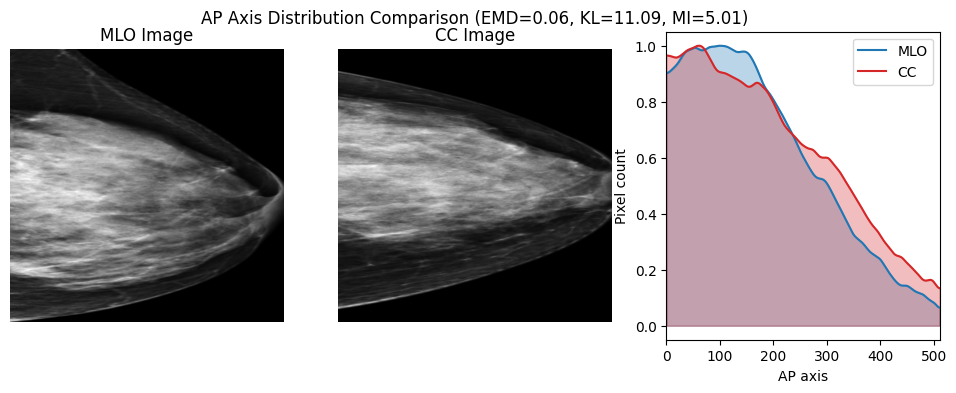 AP Axis Distribution Comparison (EMD=0.06, KL=11.09, MI=5.01)
MLO Image
CC Image
MLO
CC
Pixel count
1.0
0.8
0.6
0.4
0.2
0.0
0 100 200 300 400 500
AP axis